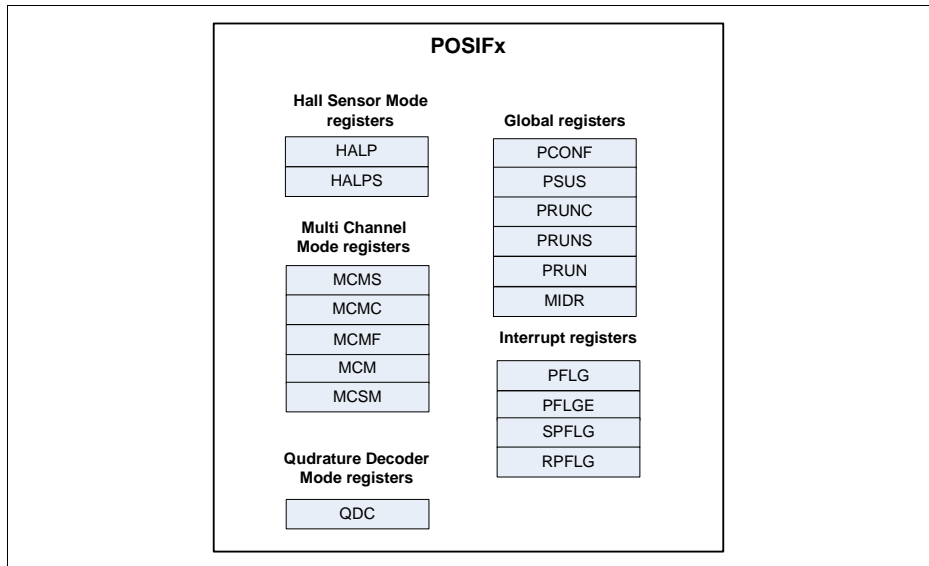 POSIFx
Hall Sensor Mode
registers
HALP
HALPS
Multi Channel
Mode registers
MCMS
MCMC
MCMF
MCM
MCSM
Qudrature Decoder
Mode registers
QDC
Global registers
PCONF
PSUS
PRUNC
PRUNS
PRUN
MIDR
Interrupt registers
PFLG
PFLGE
SPFLG
RPFLG